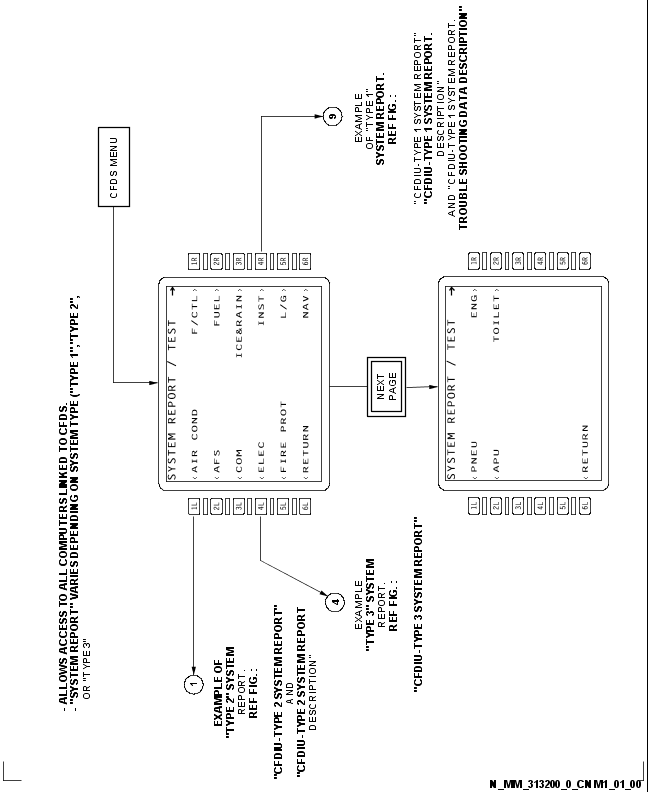 - ALLOWS ACCESS TO ALL COMPUTERS LINKED TO CFDS.
- "SYSTEM REPORT" VARIES DEPENDING ON SYSTEM TYPE ("TYPE 1","TYPE 2",
OR "TYPE 3"
CFDS MENU
SYSTEM REPORT / TEST →
1L <AIR COND F/CTL> 1R
2L <AFS FUEL> 2R
3L <COM ICE&RAIN> 3R
4L <ELEC INST> 4R
5L <FIRE PROT L/G> 5R
6L <RETURN NAV> 6R
1
EXAMPLE OF
"TYPE 2" SYSTEM
REPORT.
REF FIG. :
"CFDIU-TYPE 2 SYSTEM REPORT"
AND
"CFDIU-TYPE 2 SYSTEM REPORT
DESCRIPTION"
4
EXAMPLE
"TYPE 3" SYSTEM
REPORT.
REF FIG. :
"CFDIU-TYPE 3 SYSTEM REPORT"
9
EXAMPLE
OF "TYPE 1"
SYSTEM REPORT.
REF FIG. :
"CFDIU-TYPE 1 SYSTEM REPORT"
"CFDIU-TYPE 1 SYSTEM REPORT.
DESCRIPTION"
AND "CFDIU-TYPE 1 SYSTEM REPORT.
TROUBLE SHOOTING DATA DESCRIPTION"
NEXT
PAGE
SYSTEM REPORT / TEST →
1L <PNEU ENG> 1R
2L <APU TOILET> 2R
3L 3R
4L 4R
5L 5R
6L <RETURN 6R
N_MM_313200_0_CNM1_01_00